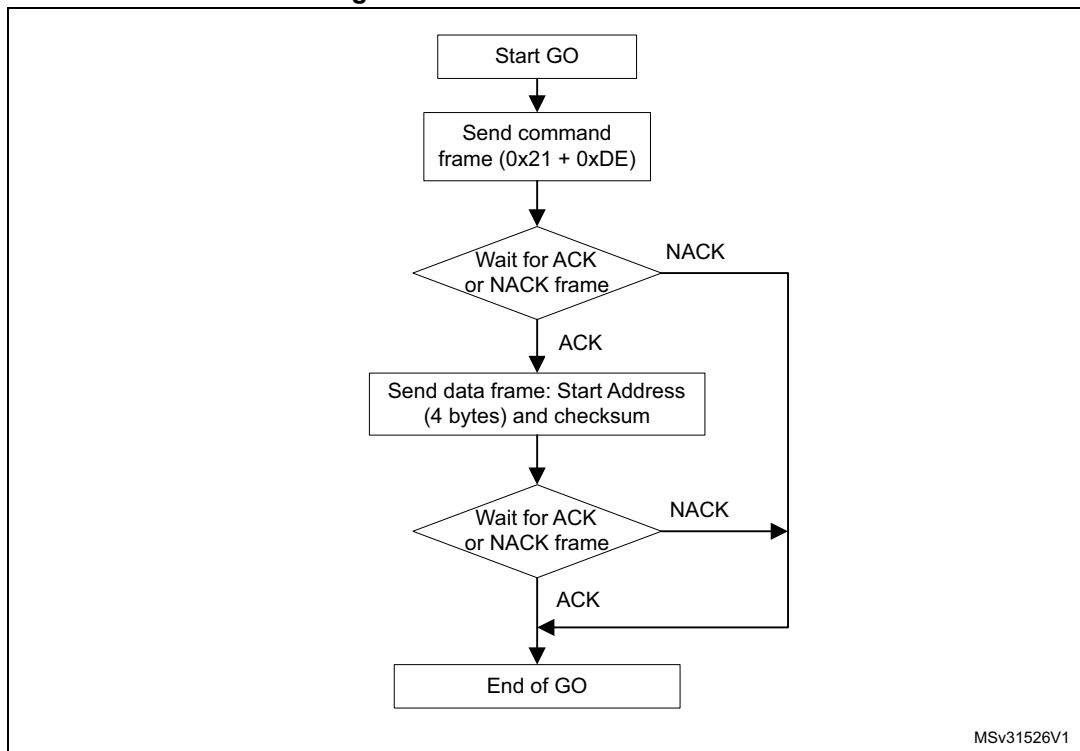 Start GO
Send command
frame (0x21 + 0xDE)
Wait for ACK
or NACK frame
NACK
ACK
Send data frame: Start Address
(4 bytes) and checksum
Wait for ACK
or NACK frame
NACK
ACK
End of GO
MSv31526V1